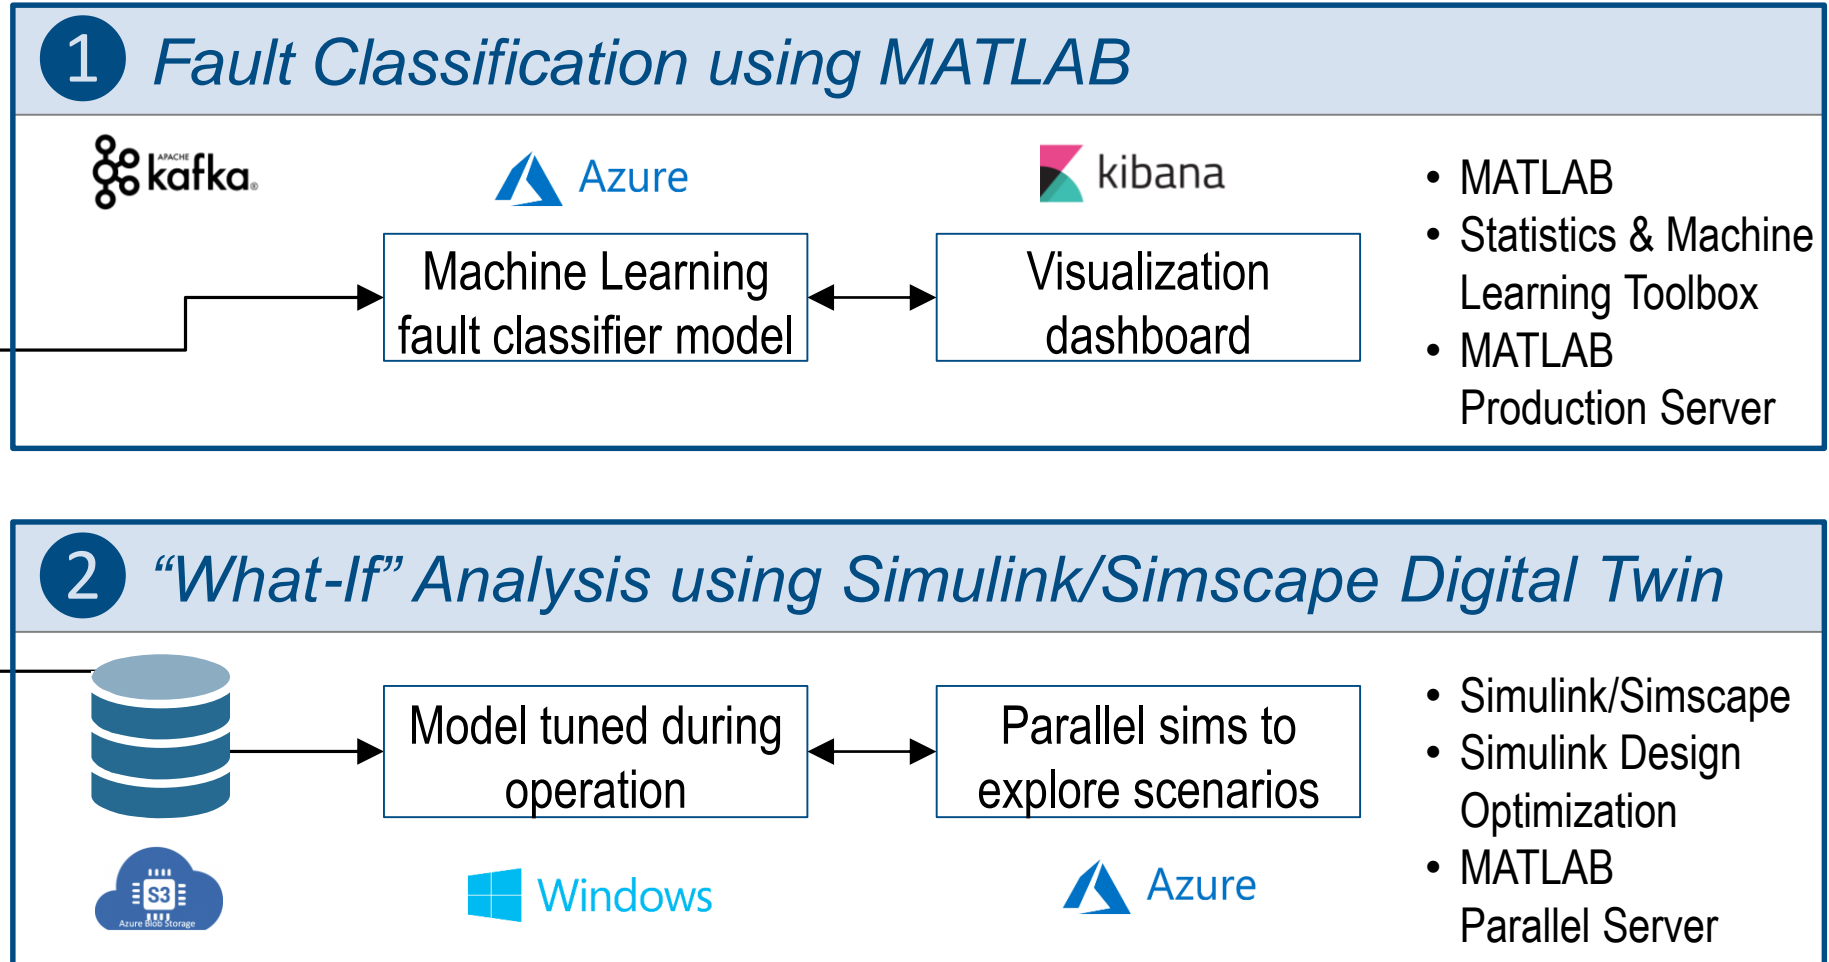 1 Fault Classification using MATLAB
APACHE
kafka®
Azure
kibana
Machine Learning
fault classifier model
Visualization
dashboard
• MATLAB
• Statistics & Machine
Learning Toolbox
• MATLAB
Production Server
2 “What-If” Analysis using Simulink/Simscape Digital Twin
Model tuned during
operation
Parallel sims to
explore scenarios
S3
Azure Blob Storage
Windows
Azure
• Simulink/Simscape
• Simulink Design
Optimization
• MATLAB
Parallel Server